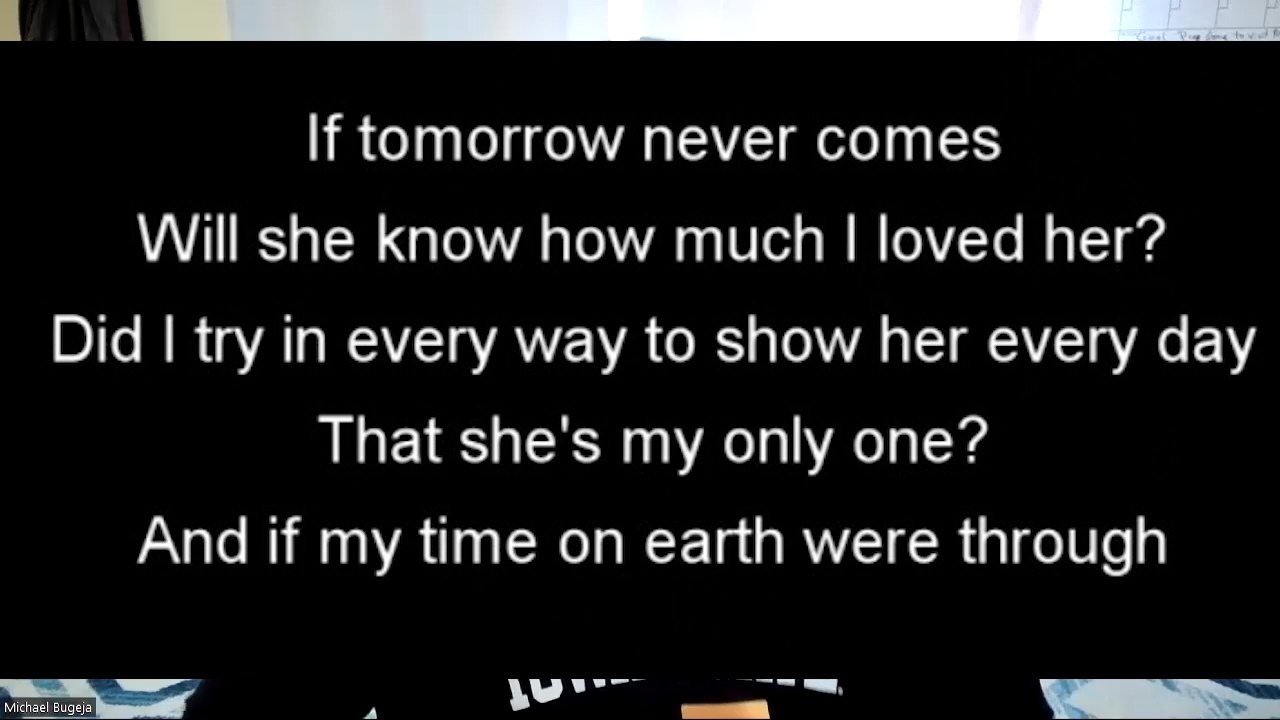 If tomorrow never comes
Will she know how much I loved her?
Did I try in every way to show her every day
That she's my only one?
And if my time on earth were through
Michael Bugeja